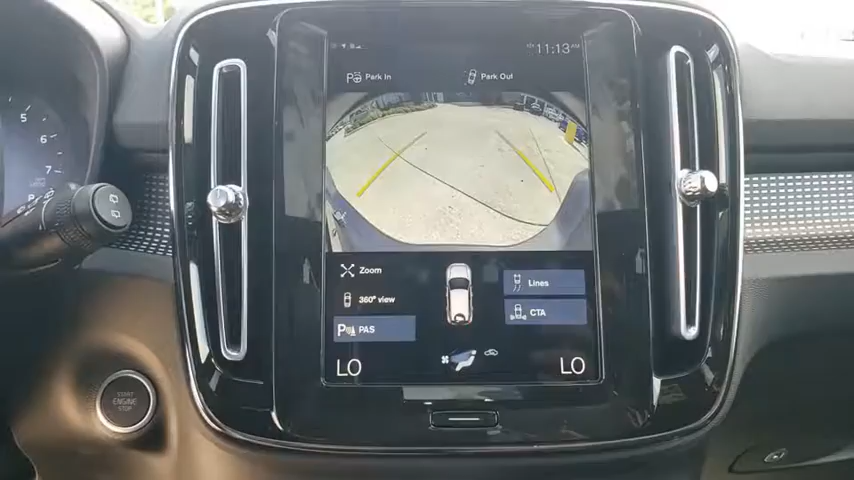 11:13 AM
Park In
Park Out
5
6
7
Zoom
Lines
360° view
CTA
P PAS
LO
LO
START
ENGINE
STOP